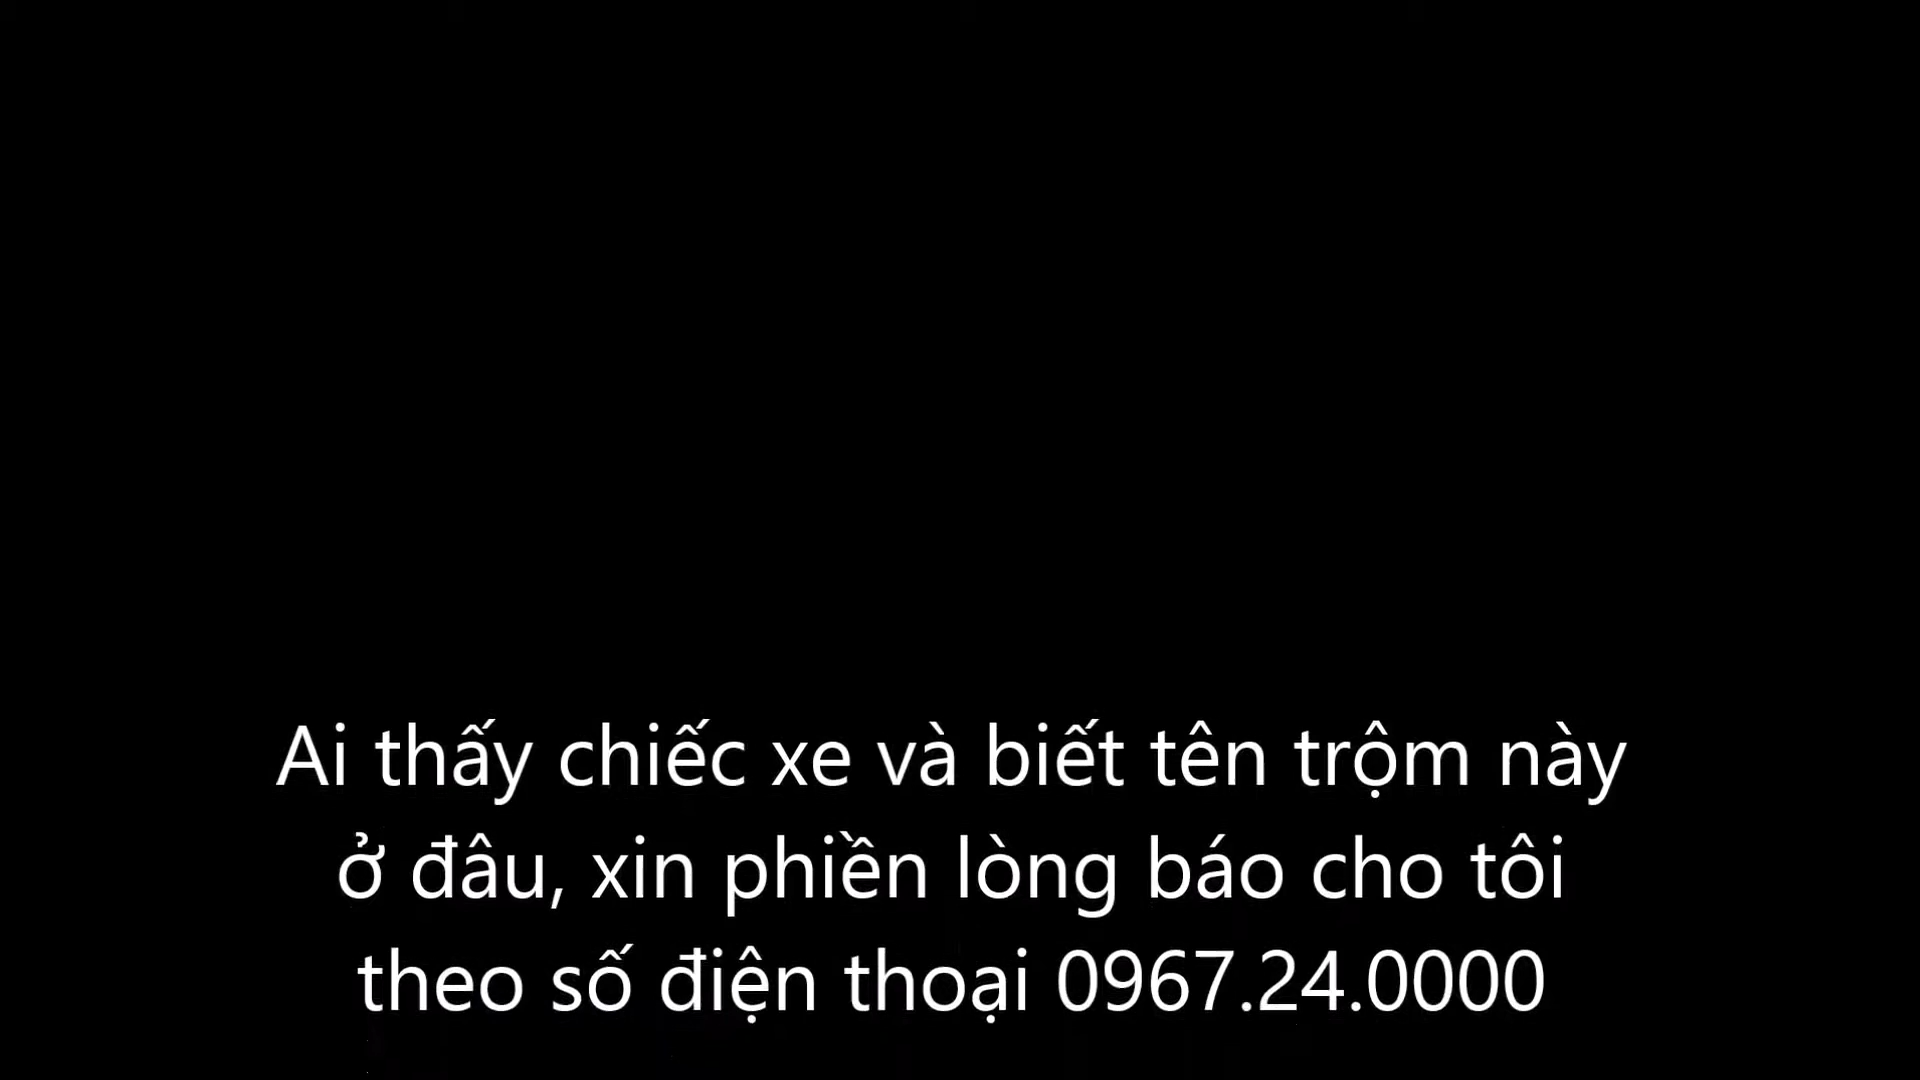 Ai thấy chiếc xe và biết tên trộm này
ở đâu, xin phiền lòng báo cho tôi
theo số điện thoại 0967.24.0000